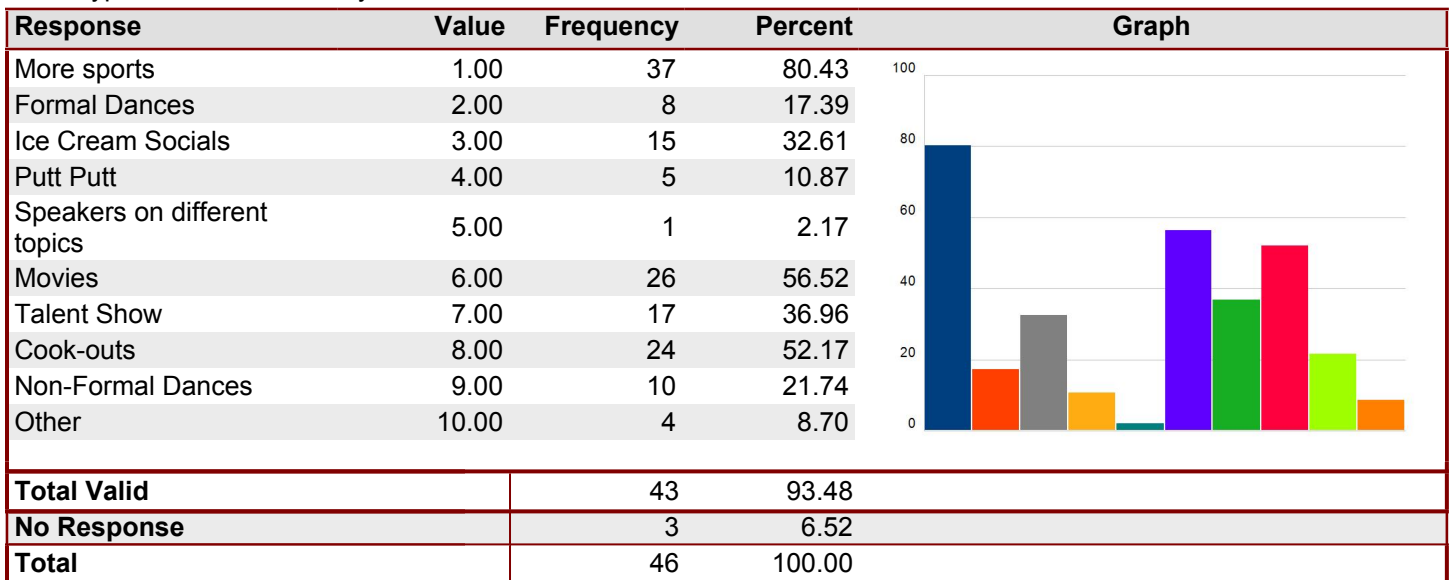 Response Value Frequency Percent Graph
More sports 1.00 37 80.43
Formal Dances 2.00 8 17.39
Ice Cream Socials 3.00 15 32.61
Putt Putt 4.00 5 10.87
Speakers on different
topics 5.00 1 2.17
Movies 6.00 26 56.52
Talent Show 7.00 17 36.96
Cook-outs 8.00 24 52.17
Non-Formal Dances 9.00 10 21.74
Other 10.00 4 8.70
100
80
60
40
20
0
Total Valid 43 93.48
No Response 3 6.52
Total 46 100.00